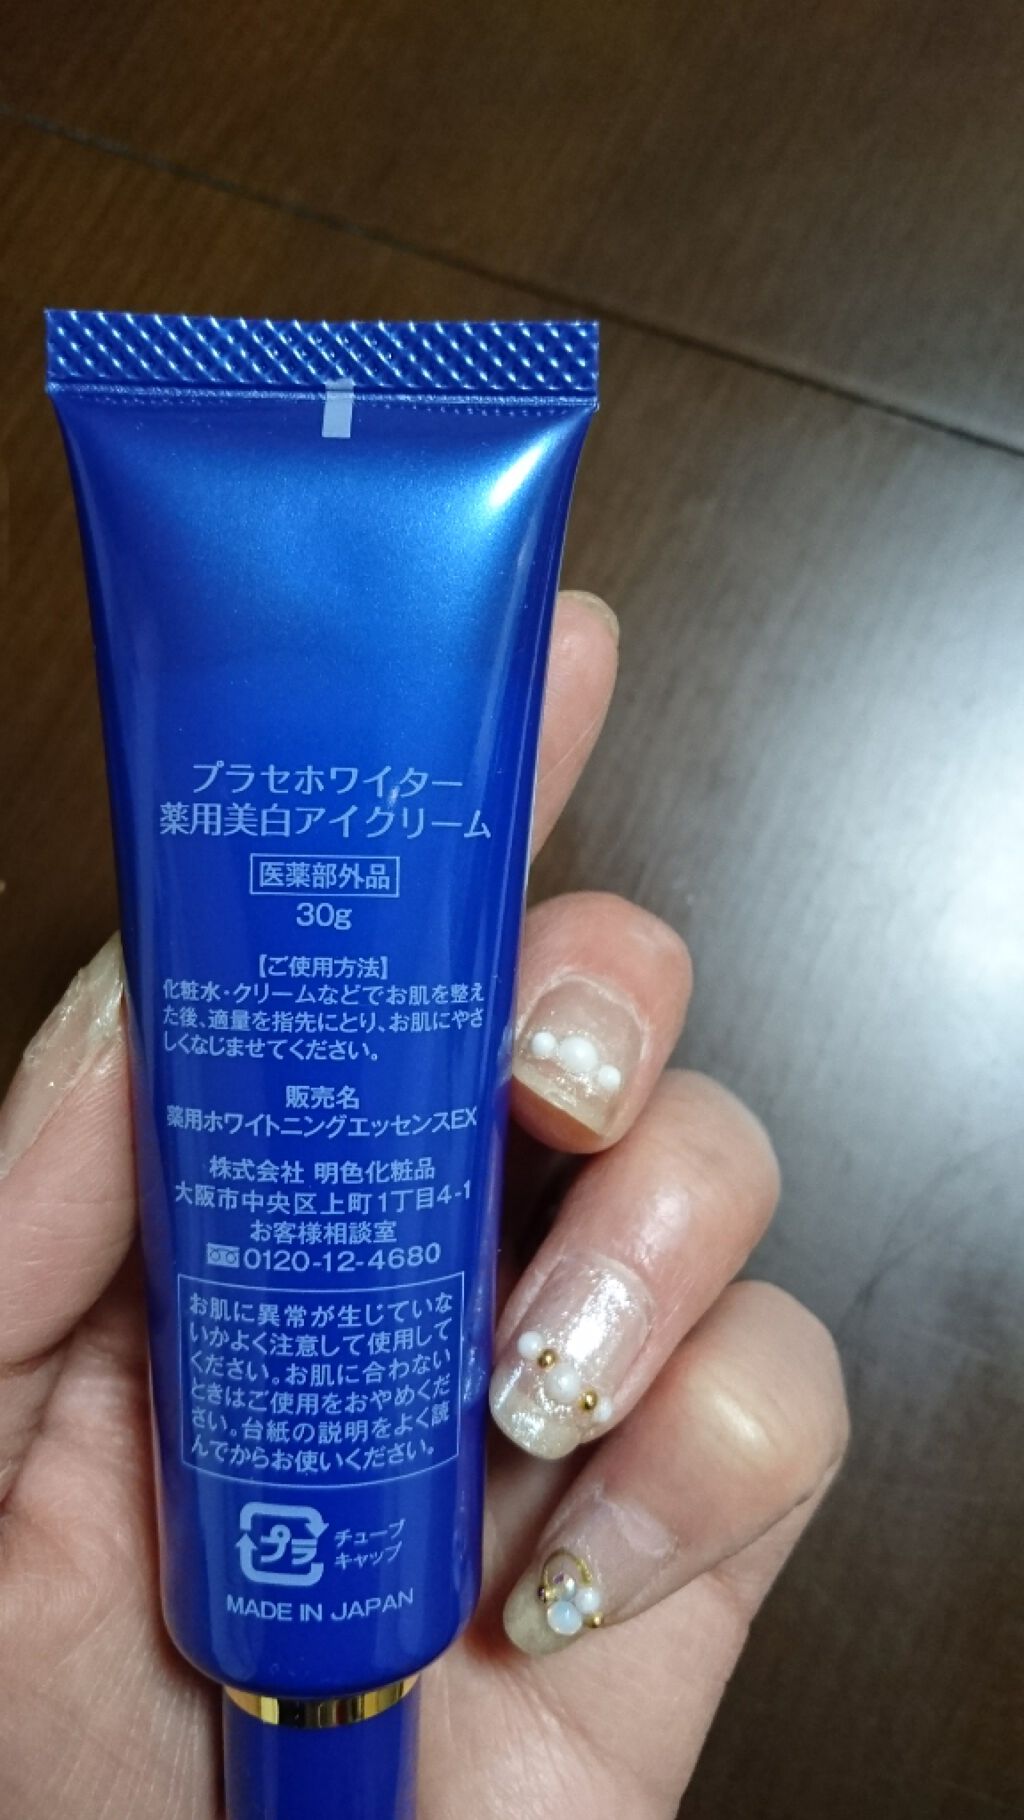 プラセホワイター
薬用美白アイクリーム
医薬部外品
30g
【ご使用方法】
化粧水・クリームなどでお肌を整え
た後、適量を指先にとり、お肌にやさ
しくなじませてください。
販売名
薬用ホワイトニングエッセンスEX
株式会社 明色化粧品
大阪市中央区上町1丁目4-1
お客様相談室
0120-12-4680
お肌に異常が生じていな
いかよく注意して使用して
ください。お肌に合わない
ときはご使用をおやめくだ
さい。台紙の説明をよく読
んでからお使いください。
プラ
チューブ
キャップ
MADE IN JAPAN